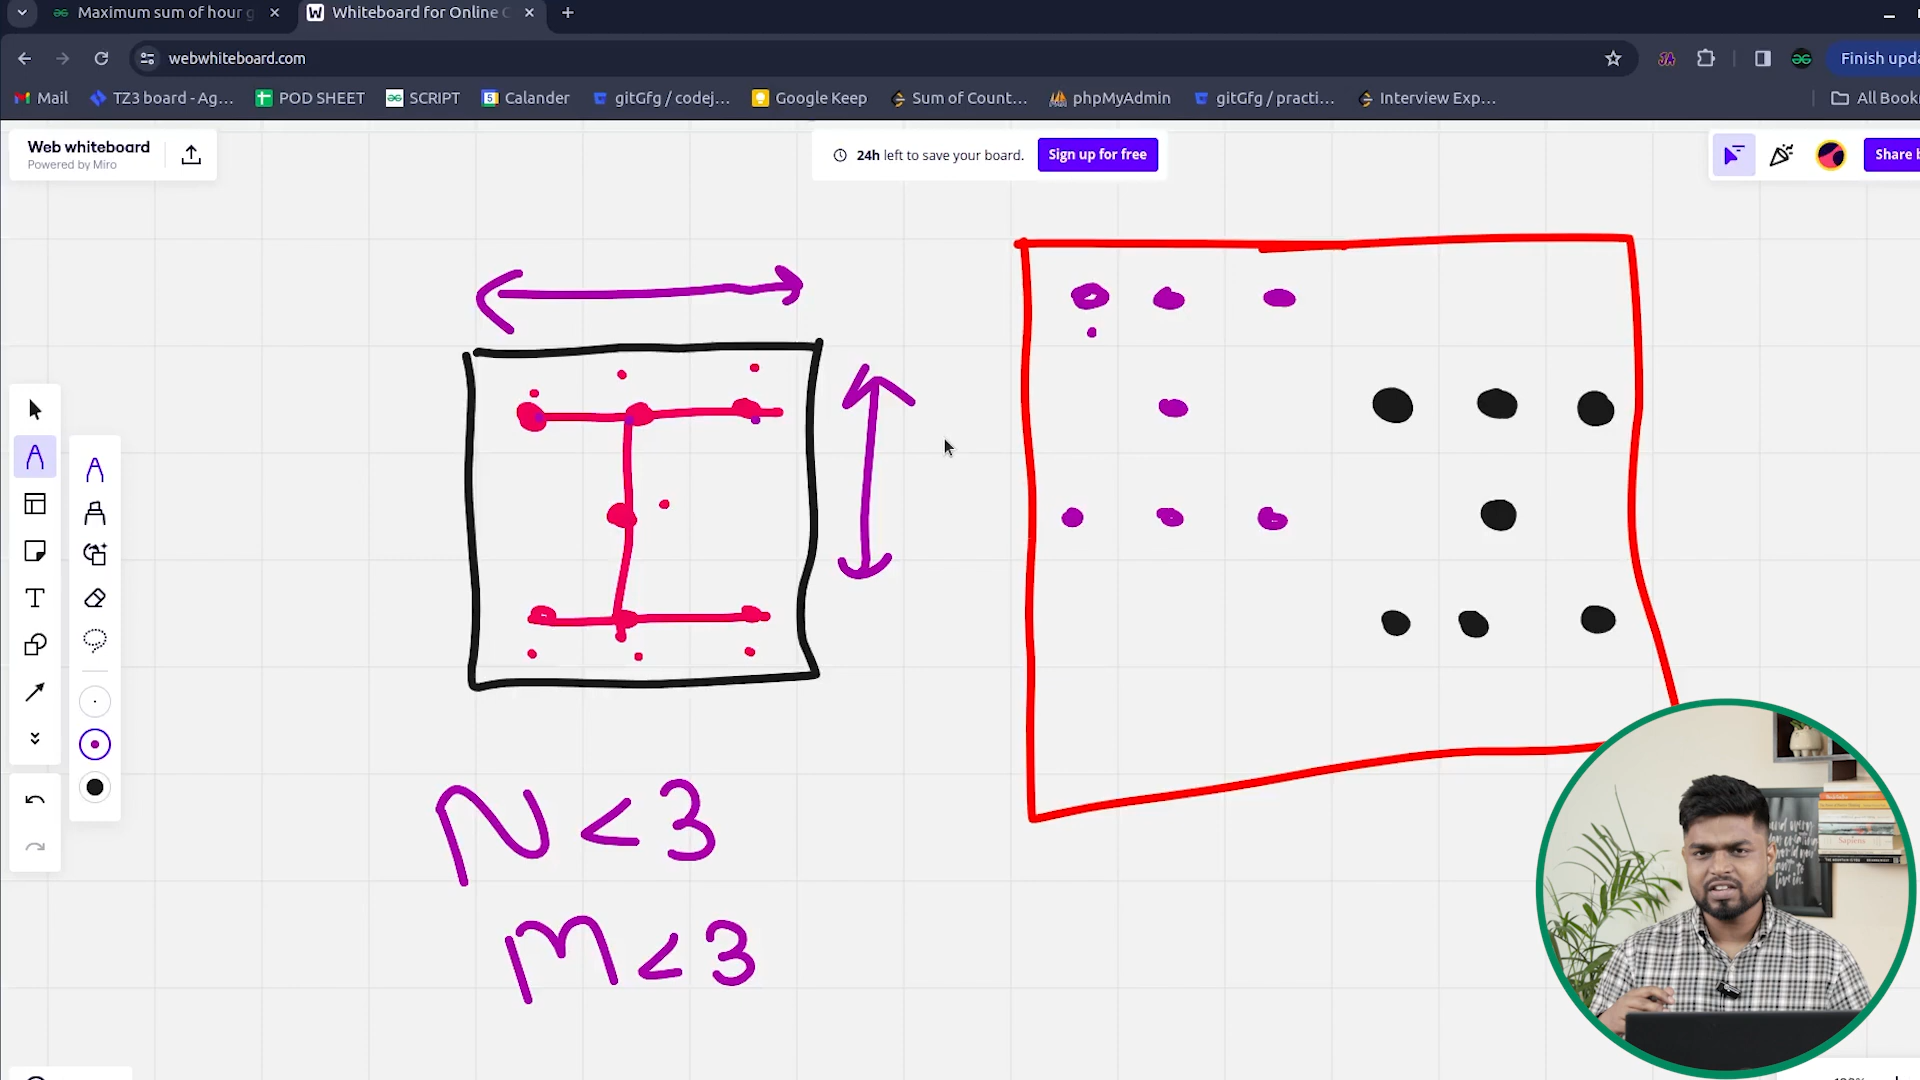 Maximum sum of hour g
Whiteboard for Online C
webwhiteboard.com
Finish upda
Mail
TZ3 board - Ag...
POD SHEET
SCRIPT
Calander
gitGfg / codej...
Google Keep
Sum of Count...
phpMyAdmin
gitGfg / practi...
Interview Exp...
All Book
Web whiteboard
Powered by Miro
24h left to save your board.
Sign up for free
Share b
N < 3
M < 3